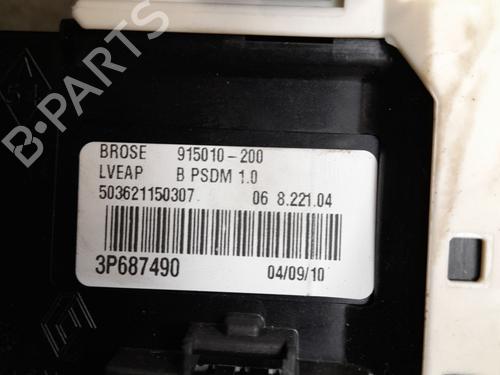 BROSE 915010-200
LVEAP B PSDM 1.0
503621150307. 06 8.221.04
3P687490 04/09/10
B-PARTS